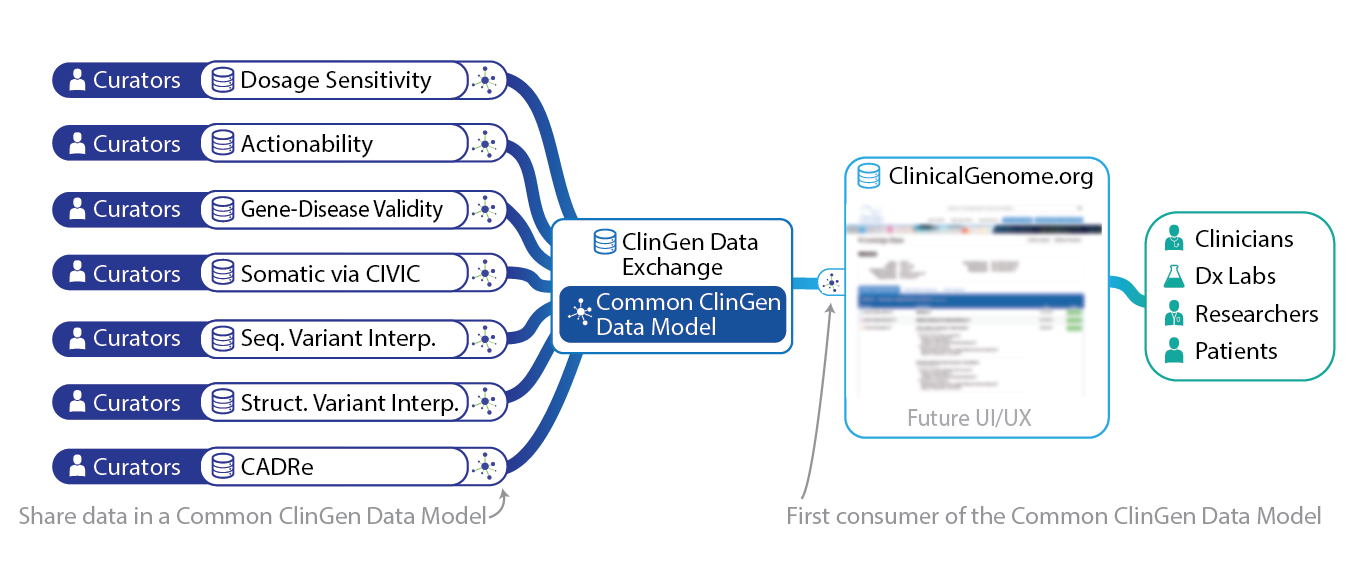 Curators Dosage Sensitivity
Curators Actionability
Curators Gene-Disease Validity
Curators Somatic via CIVIC
Curators Seq. Variant Interp.
Curators Struct. Variant Interp.
Curators CADRe
Share data in a Common ClinGen Data Model
ClinGen Data
Exchange
Common ClinGen
Data Model
ClinicalGenome.org
Future UI/UX
First consumer of the Common ClinGen Data Model
Clinicians
Dx Labs
Researchers
Patients